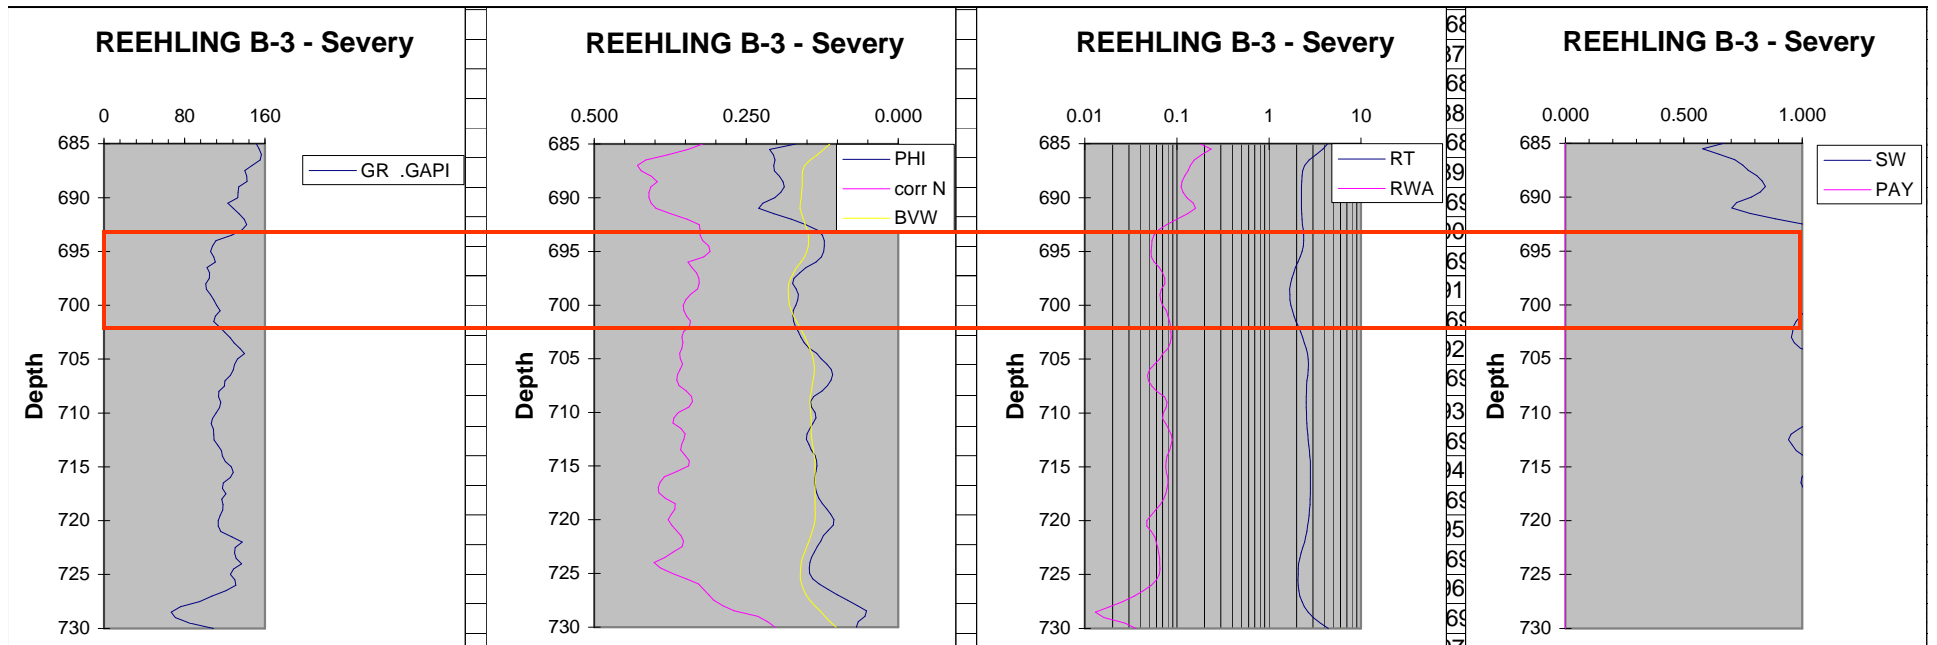 REEHLING B-3 - Severy
0 80 160
685
690
695
700
705
710
715
720
725
730
Depth
GR .GAPI
REEHLING B-3 - Severy
0.500 0.250 0.000
685
690
695
700
705
710
715
720
725
730
Depth
PHI
corr N
BVW
REEHLING B-3 - Severy
0.01 0.1 1 10
685
690
695
700
705
710
715
720
725
730
Depth
RT
RWA
REEHLING B-3 - Severy
0.000 0.500 1.000
685
690
695
700
705
710
715
720
725
730
Depth
SW
PAY